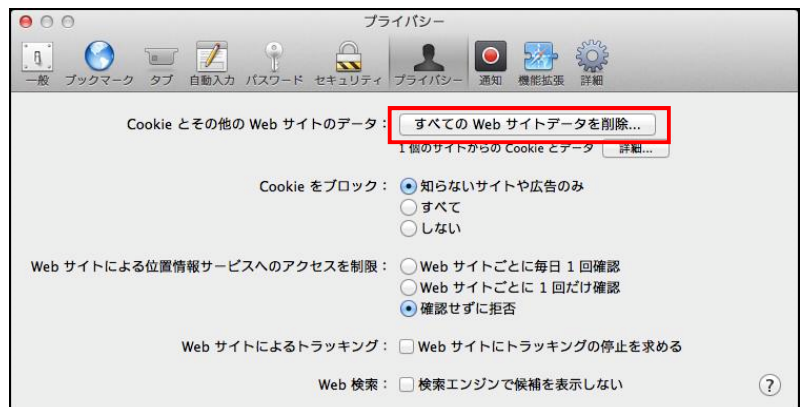 プライバシー
一般 ブックマーク タブ 自動入力 パスワード セキュリティ プライバシー 通知 機能拡張 詳細
Cookie とその他の Web サイトのデータ： すべての Web サイトデータを削除...
1 個のサイトからの Cookie とデータ 詳細...
Cookie をブロック： 知らないサイトや広告のみ
すべて
しない
Web サイトによる位置情報サービスへのアクセスを制限： Web サイトごとに毎日 1 回確認
Web サイトごとに 1 回だけ確認
確認せずに拒否
Web サイトによるトラッキング： Web サイトにトラッキングの停止を求める
Web 検索： 検索エンジンで候補を表示しない ?